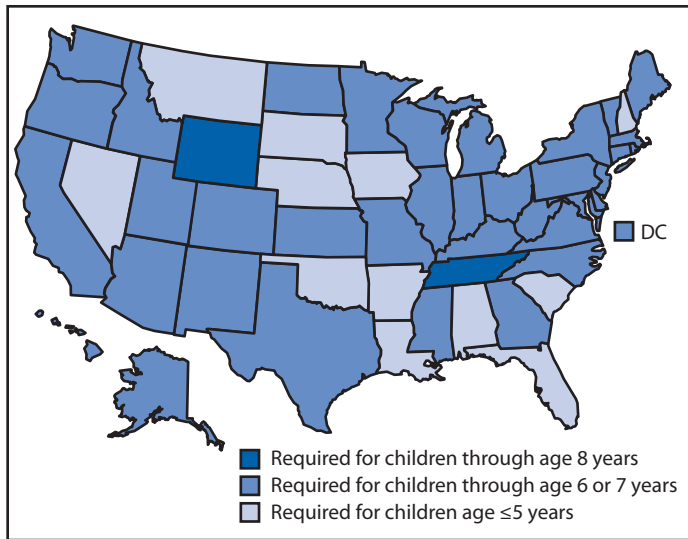 DC
Required for children through age 8 years
Required for children through age 6 or 7 years
Required for children age ≤5 years